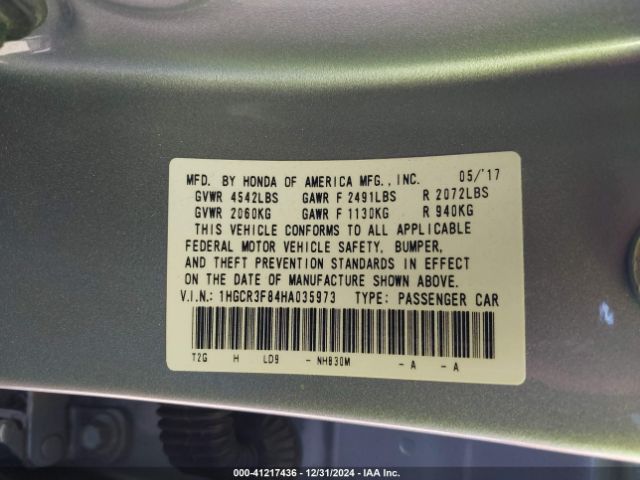 MFD. BY HONDA OF AMERICA MFG., INC. 05/'17
GVWR 4542LBS GAWR F 2491LBS R 2072LBS
GVWR 2060KG GAWR F 1130KG R 940KG
THIS VEHICLE CONFORMS TO ALL APPLICABLE
FEDERAL MOTOR VEHICLE SAFETY, BUMPER,
AND THEFT PREVENTION STANDARDS IN EFFECT
ON THE DATE OF MANUFACTURE SHOWN ABOVE.
V.I.N.: 1HGCR3F84HA035973 TYPE: PASSENGER CAR
T2G H LD9 - NH830M - A - A
000-41217436 - 12/31/2024 - IAA Inc.